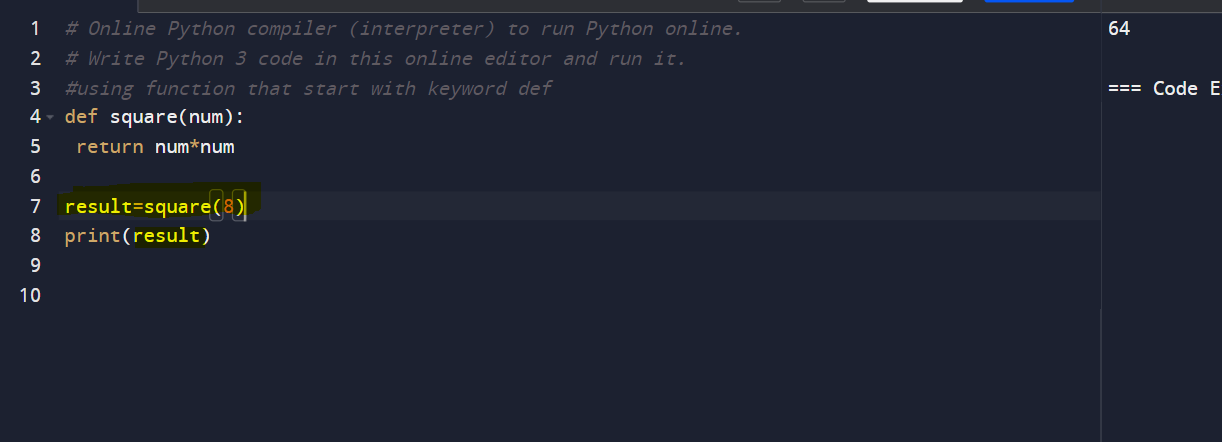 1 # Online Python compiler (interpreter) to run Python online.
2 # Write Python 3 code in this online editor and run it.
3 #using function that start with keyword def
4 def square(num):
5  return num*num
6
7 result=square(8)
8 print(result)
9
10
64
=== Code E